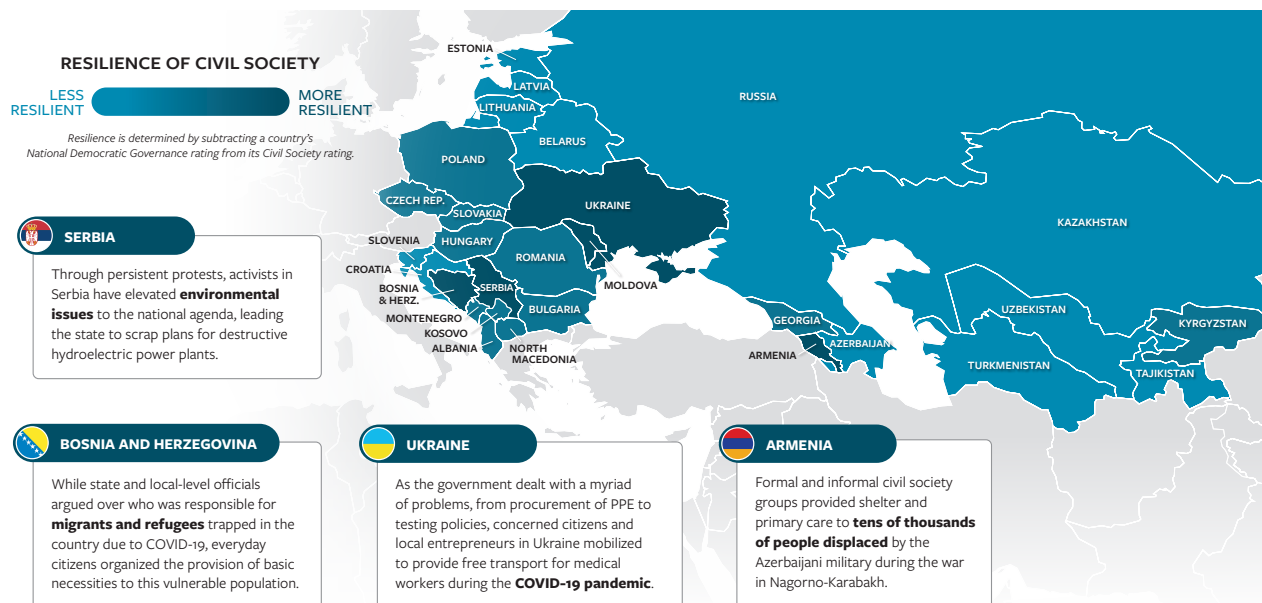 RESILIENCE OF CIVIL SOCIETY
LESS
RESILIENT
MORE
RESILIENT
Resilience is determined by subtracting a country's
National Democratic Governance rating from its Civil Society rating.
ESTONIA
LATVIA
LITHUANIA
RUSSIA
BELARUS
POLAND
CZECH REP.
SLOVAKIA
UKRAINE
KAZAKHSTAN
SLOVENIA
HUNGARY
ROMANIA
CROATIA
BOSNIA
& HERZ.
SERBIA
MOLDOVA
MONTENEGRO
BULGARIA
KOSOVO
ALBANIA
NORTH
MACEDONIA
GEORGIA
ARMENIA
AZERBAIJAN
UZBEKISTAN
KYRGYZSTAN
TURKMENISTAN
TAJIKISTAN
SERBIA
Through persistent protests, activists in
Serbia have elevated environmental
issues to the national agenda, leading
the state to scrap plans for destructive
hydroelectric power plants.
BOSNIA AND HERZEGOVINA
While state and local-level officials
argued over who was responsible for
migrants and refugees trapped in the
country due to COVID-19, everyday
citizens organized the provision of basic
necessities to this vulnerable population.
UKRAINE
As the government dealt with a myriad
of problems, from procurement of PPE to
testing policies, concerned citizens and
local entrepreneurs in Ukraine mobilized
to provide free transport for medical
workers during the COVID-19 pandemic.
ARMENIA
Formal and informal civil society
groups provided shelter and
primary care to tens of thousands
of people displaced by the
Azerbaijani military during the war
in Nagorno-Karabakh.